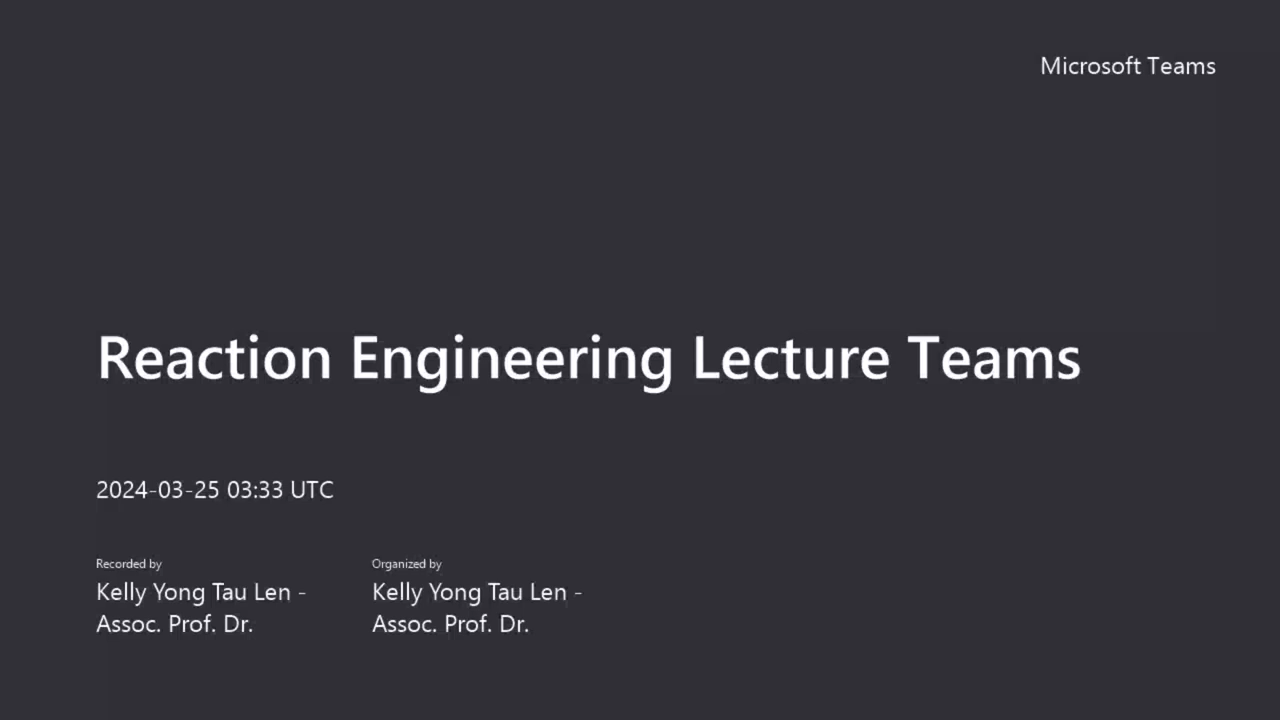 Microsoft Teams
Reaction Engineering Lecture Teams
2024-03-25 03:33 UTC
Recorded by
Kelly Yong Tau Len -
Assoc. Prof. Dr.
Organized by
Kelly Yong Tau Len -
Assoc. Prof. Dr.